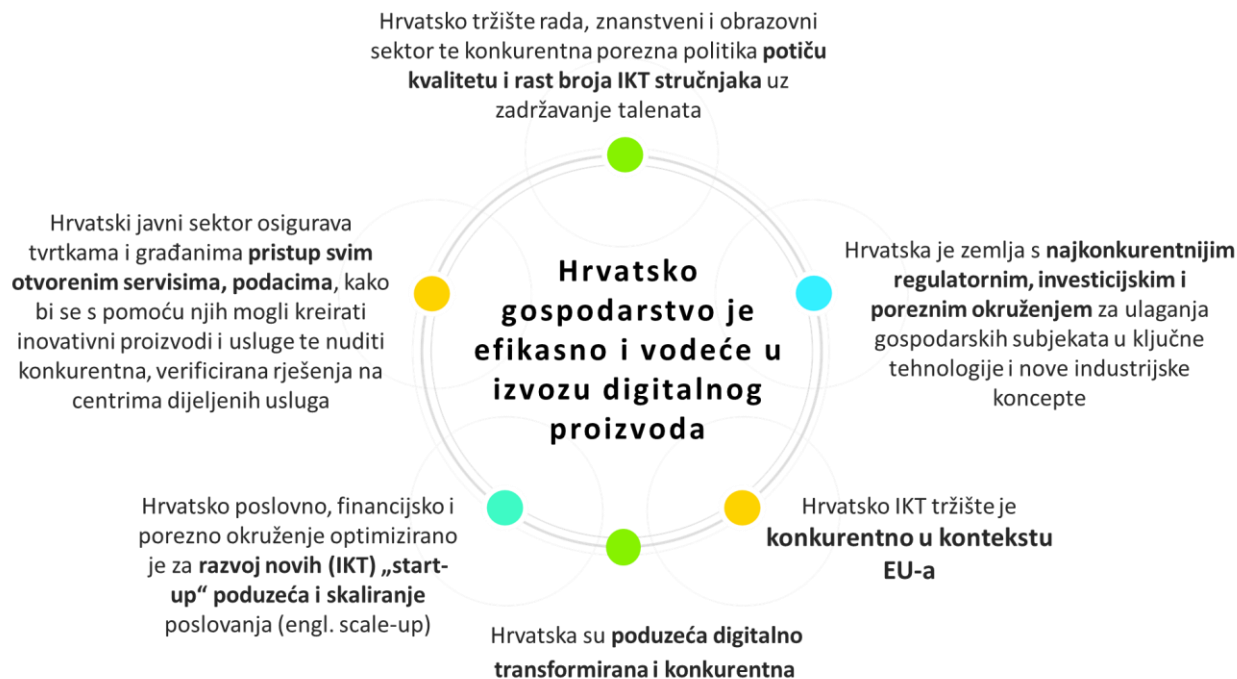 Hrvatsko tržište rada, znanstveni i obrazovni
sektor te konkurentna porezna politika potiču
kvalitetu i rast broja IKT stručnjaka uz
zadržavanje talenata
Hrvatski javni sektor osigurava
tvrtkama i građanima pristup svim
otvorenim servisima, podacima, kako
bi se s pomoću njih mogli kreirati
inovativni proizvodi i usluge te nuditi
konkurentna, verificirana rješenja na
centrima dijeljenih usluga
Hrvatsko
gospodarstvo je
efikasno i vodeće u
izvozu digitalnog
proizvoda
Hrvatska je zemlja s najkonkurentnijim
regulatornim, investicijskim i
poreznim okruženjem za ulaganja
gospodarskih subjekata u ključne
tehnologije i nove industrijske
koncepte
Hrvatsko poslovno, financijsko i
porezno okruženje optimizirano
je za razvoj novih (IKT) „start-
up“ poduzeća i skaliranje
poslovanja (engl. scale-up)
Hrvatsko IKT tržište je
konkurentno u kontekstu
EU-a
Hrvatska su poduzeća digitalno
transformirana i konkurentna